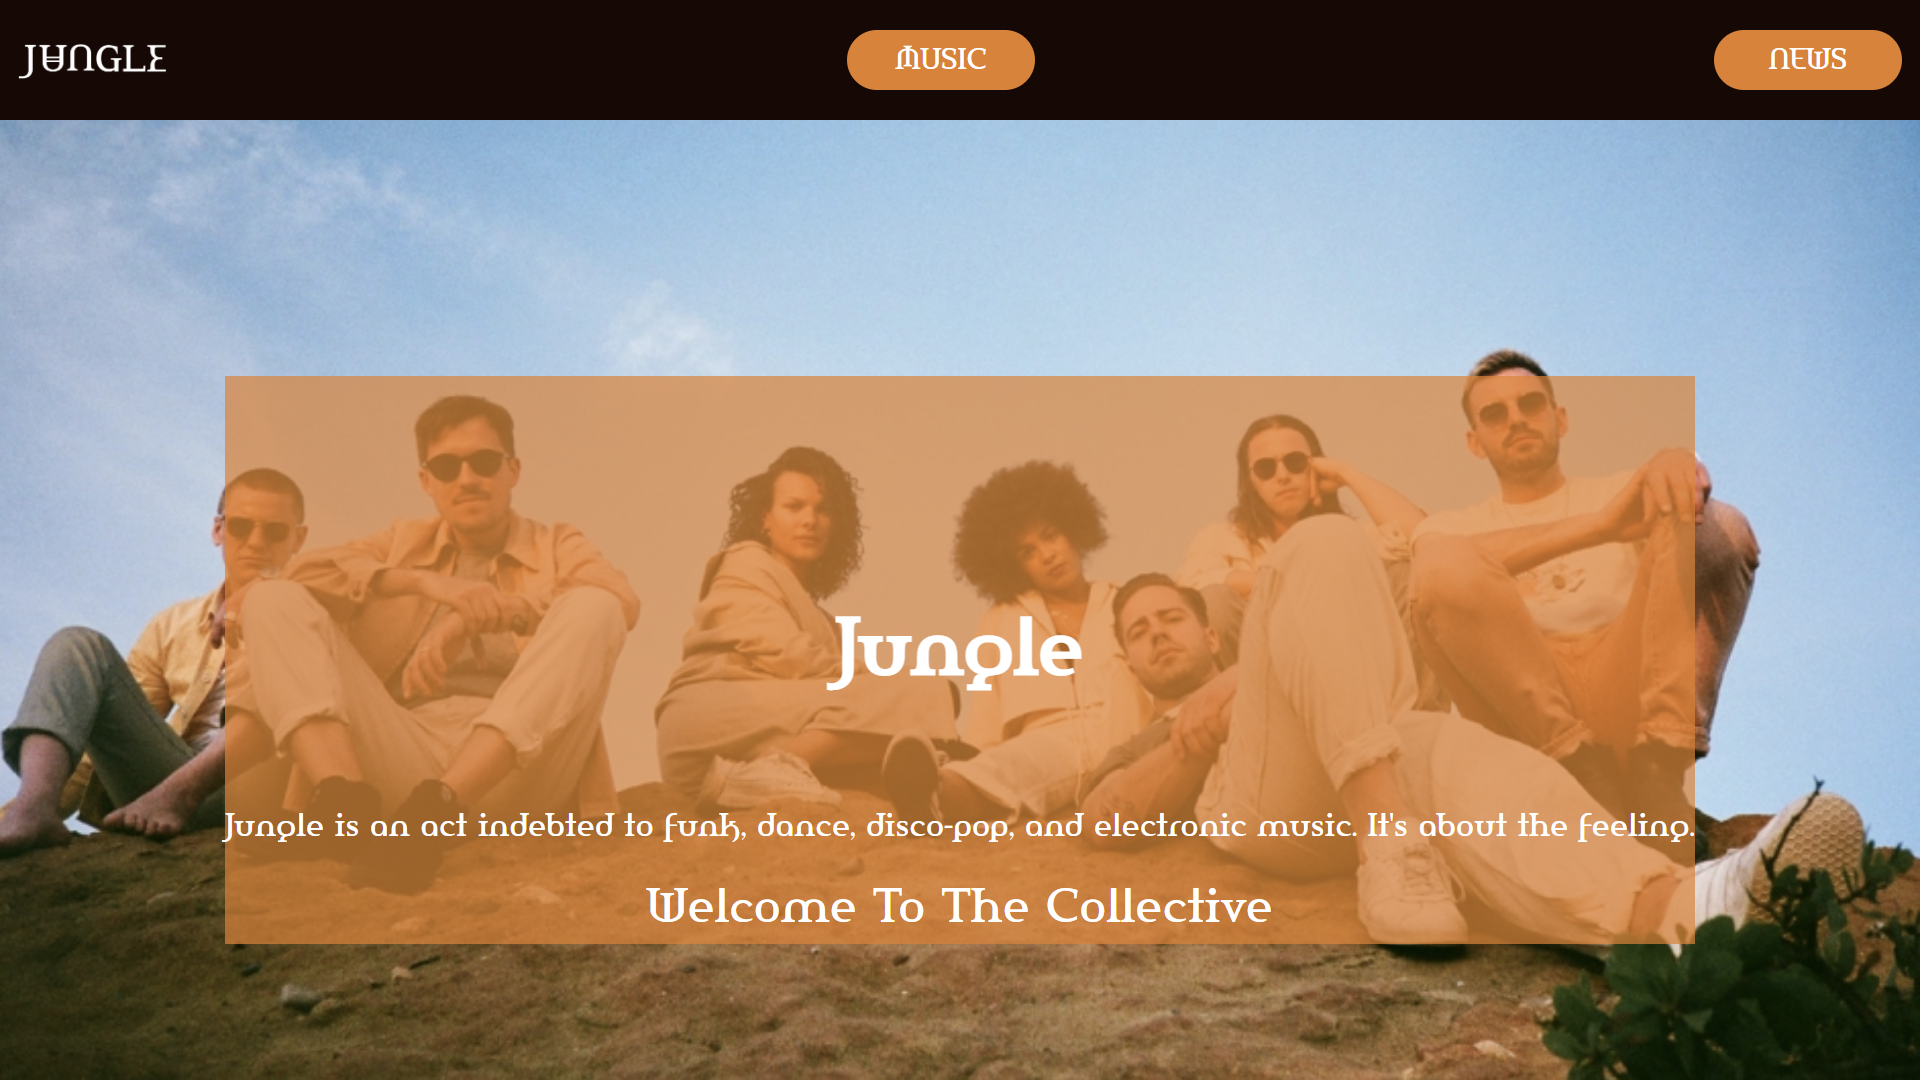 JUNGLE
MUSIC
NEWS
Jungle
Jungle is an act indebted to funk, dance, disco-pop, and electronic music. It's about the feeling.
Welcome To The Collective